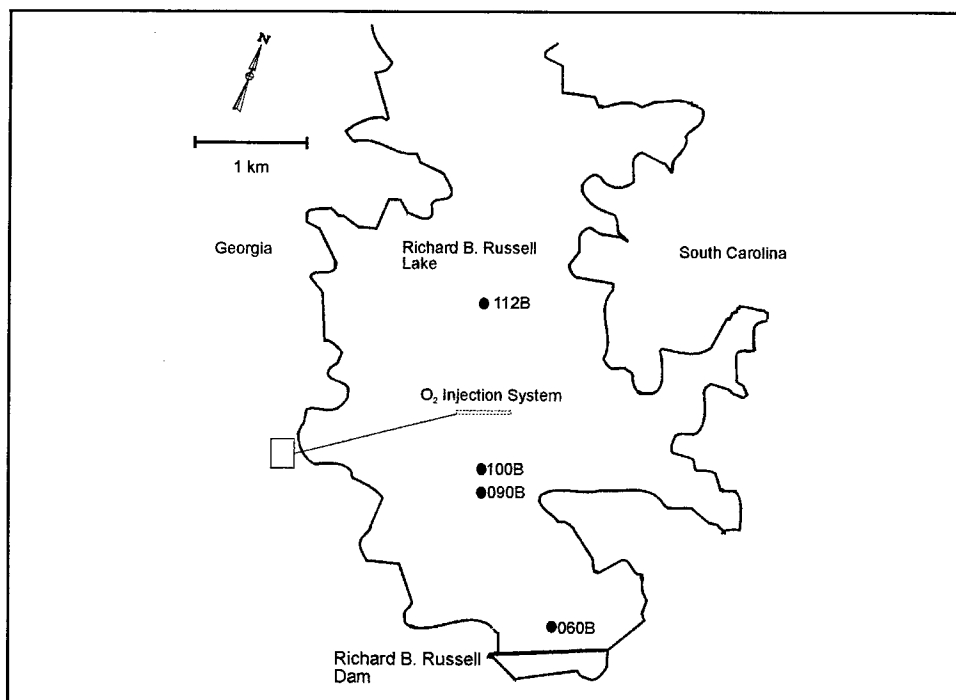 N
1 km
Georgia
Richard B. Russell
Lake
South Carolina
112B
O₂ Injection System
100B
090B
060B
Richard B. Russell
Dam